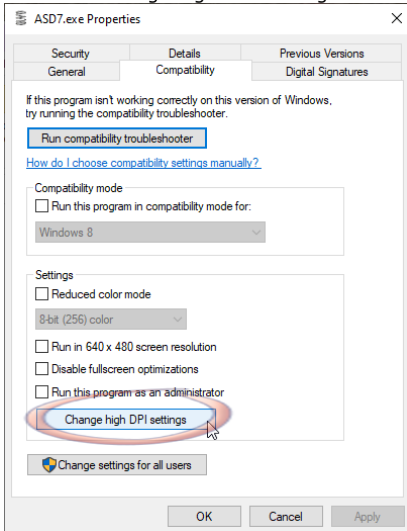 ASD7.exe Properties
Security Details Previous Versions
General Compatibility Digital Signatures
If this program isn't working correctly on this version of Windows,
try running the compatibility troubleshooter.
Run compatibility troubleshooter
How do I choose compatibility settings manually?
Compatibility mode
Run this program in compatibility mode for:
Windows 8
Settings
Reduced color mode
8-bit (256) color
Run in 640 x 480 screen resolution
Disable fullscreen optimizations
Run this program as an administrator
Change high DPI settings
Change settings for all users
OK Cancel Apply